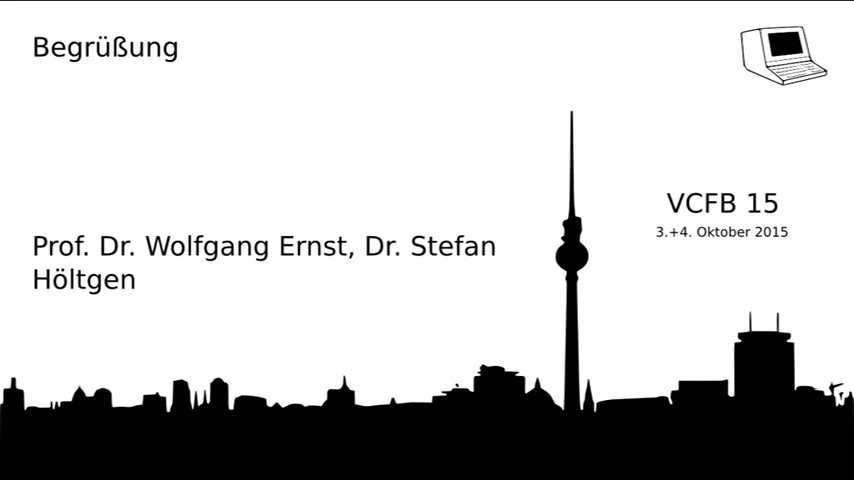 Begrüßung
VCFB 15
3.+4. Oktober 2015
Prof. Dr. Wolfgang Ernst, Dr. Stefan
Höltgen